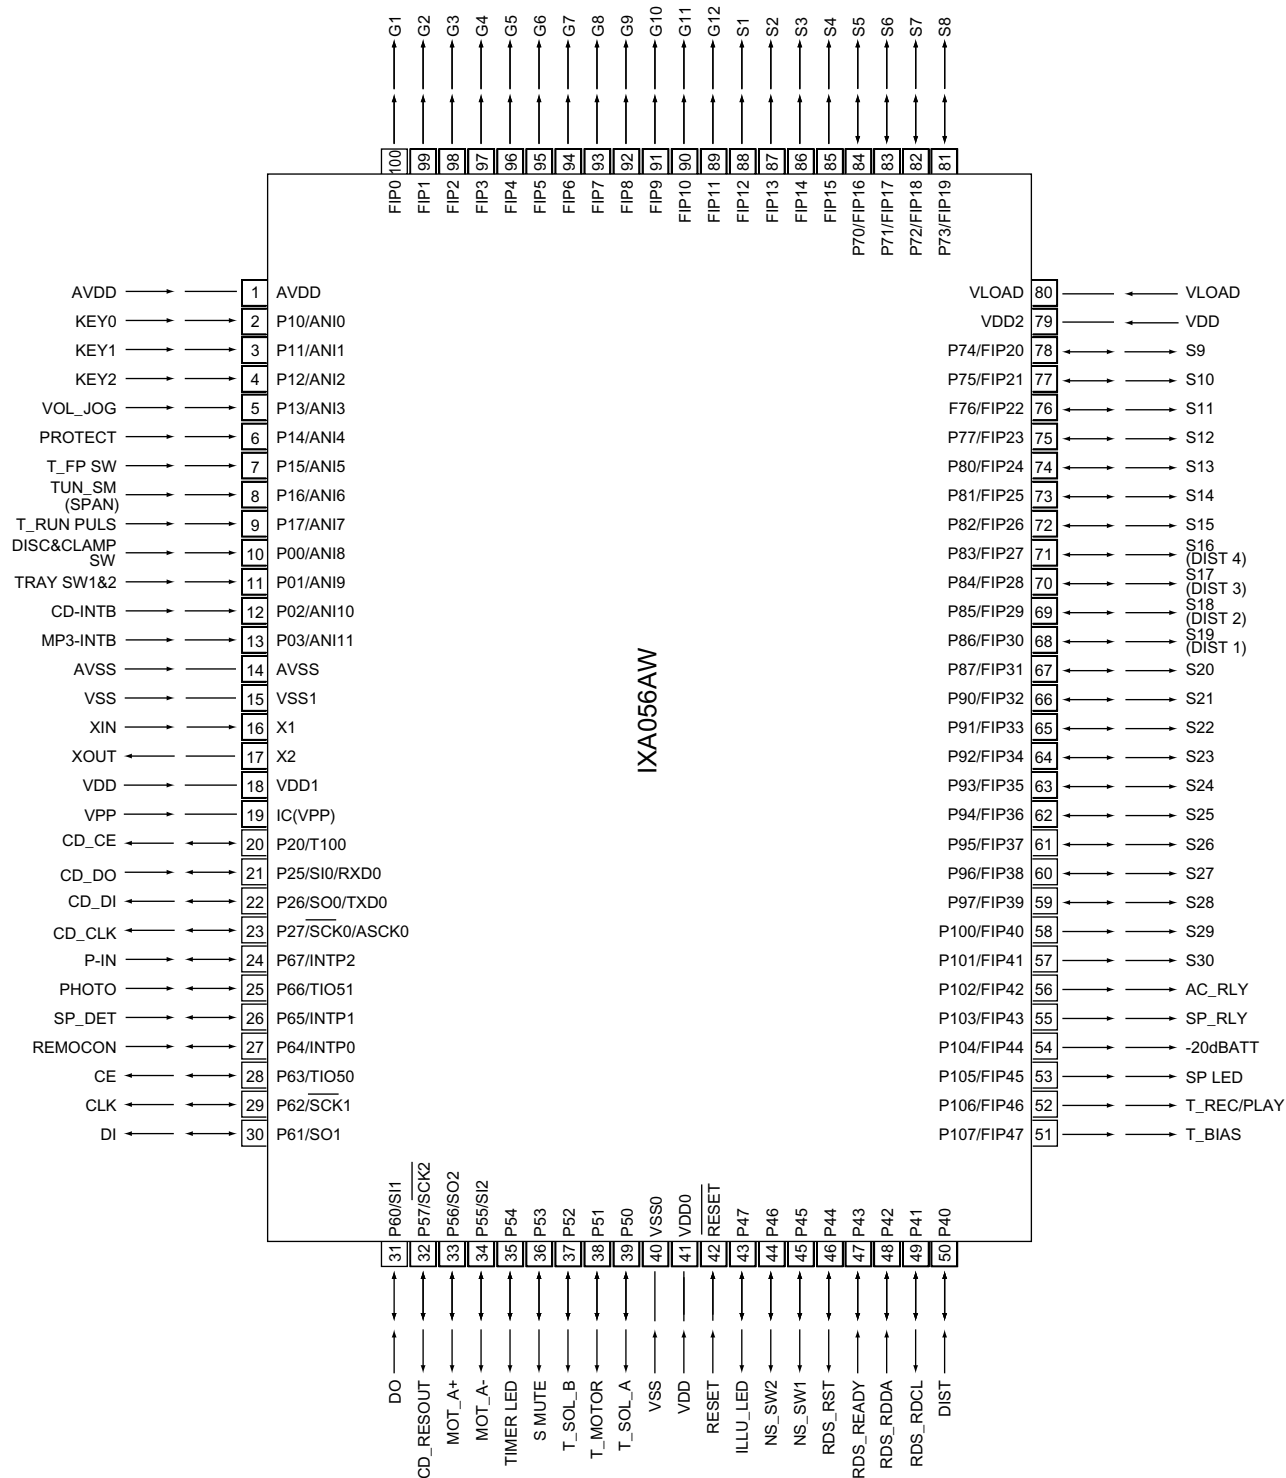 G1 G2 G3 G4 G5 G6 G7 G8 G9 G10 G11 G12 S1 S2 S3 S4 S5 S6 S7 S8
100 99 98 97 96 95 94 93 92 91 90 89 88 87 86 85 84 83 82 81
FIP0 FIP1 FIP2 FIP3 FIP4 FIP5 FIP6 FIP7 FIP8 FIP9 FIP10 FIP11 FIP12 FIP13 FIP14 FIP15 P70/FIP16 P71/FIP17 P72/FIP18 P73/FIP19
AVDD 1 AVDD
KEY0 2 P10/ANI0
KEY1 3 P11/ANI1
KEY2 4 P12/ANI2
VOL_JOG 5 P13/ANI3
PROTECT 6 P14/ANI4
T_FP SW 7 P15/ANI5
TUN_SM
(SPAN) 8 P16/ANI6
T_RUN PULS 9 P17/ANI7
DISC&CLAMP
SW 10 P00/ANI8
TRAY SW1&2 11 P01/ANI9
CD-INTB 12 P02/ANI10
MP3-INTB 13 P03/ANI11
AVSS 14 AVSS
VSS 15 VSS1
XIN 16 X1
XOUT 17 X2
VDD 18 VDD1
VPP 19 IC(VPP)
CD_CE 20 P20/T100
CD_DO 21 P25/SI0/RXD0
CD_DI 22 P26/SO0/TXD0
CD_CLK 23 P27/SCK0/ASCK0
P-IN 24 P67/INTP2
PHOTO 25 P66/TIO51
SP_DET 26 P65/INTP1
REMOCON 27 P64/INTP0
CE 28 P63/TIO50
CLK 29 P62/SCK1
DI 30 P61/SO1
IXA056AW
VLOAD 80 VLOAD
VDD2 79 VDD
P74/FIP20 78 S9
P75/FIP21 77 S10
F76/FIP22 76 S11
P77/FIP23 75 S12
P80/FIP24 74 S13
P81/FIP25 73 S14
P82/FIP26 72 S15
P83/FIP27 71 S16
(DIST 4)
P84/FIP28 70 S17
(DIST 3)
P85/FIP29 69 S18
(DIST 2)
P86/FIP30 68 S19
(DIST 1)
P87/FIP31 67 S20
P90/FIP32 66 S21
P91/FIP33 65 S22
P92/FIP34 64 S23
P93/FIP35 63 S24
P94/FIP36 62 S25
P95/FIP37 61 S26
P96/FIP38 60 S27
P97/FIP39 59 S28
P100/FIP40 58 S29
P101/FIP41 57 S30
P102/FIP42 56 AC_RLY
P103/FIP43 55 SP_RLY
P104/FIP44 54 -20dBATT
P105/FIP45 53 SP LED
P106/FIP46 52 T_REC/PLAY
P107/FIP47 51 T_BIAS
P60/SI1 P57/SCK2 P56/SO2 P55/SI2 P54 P53 P52 P51 P50 VSS0 VDD0 RESET P47 P46 P45 P44 P43 P42 P41 P40
31 32 33 34 35 36 37 38 39 40 41 42 43 44 45 46 47 48 49 50
DO CD_RESOUT MOT_A+ MOT_A- TIMER LED S MUTE T_SOL_B T_MOTOR T_SOL_A VSS VDD RESET ILLU_LED NS_SW2 NS_SW1 RDS_RST RDS_READY RDS_RDDA RDS_RDCL DIST